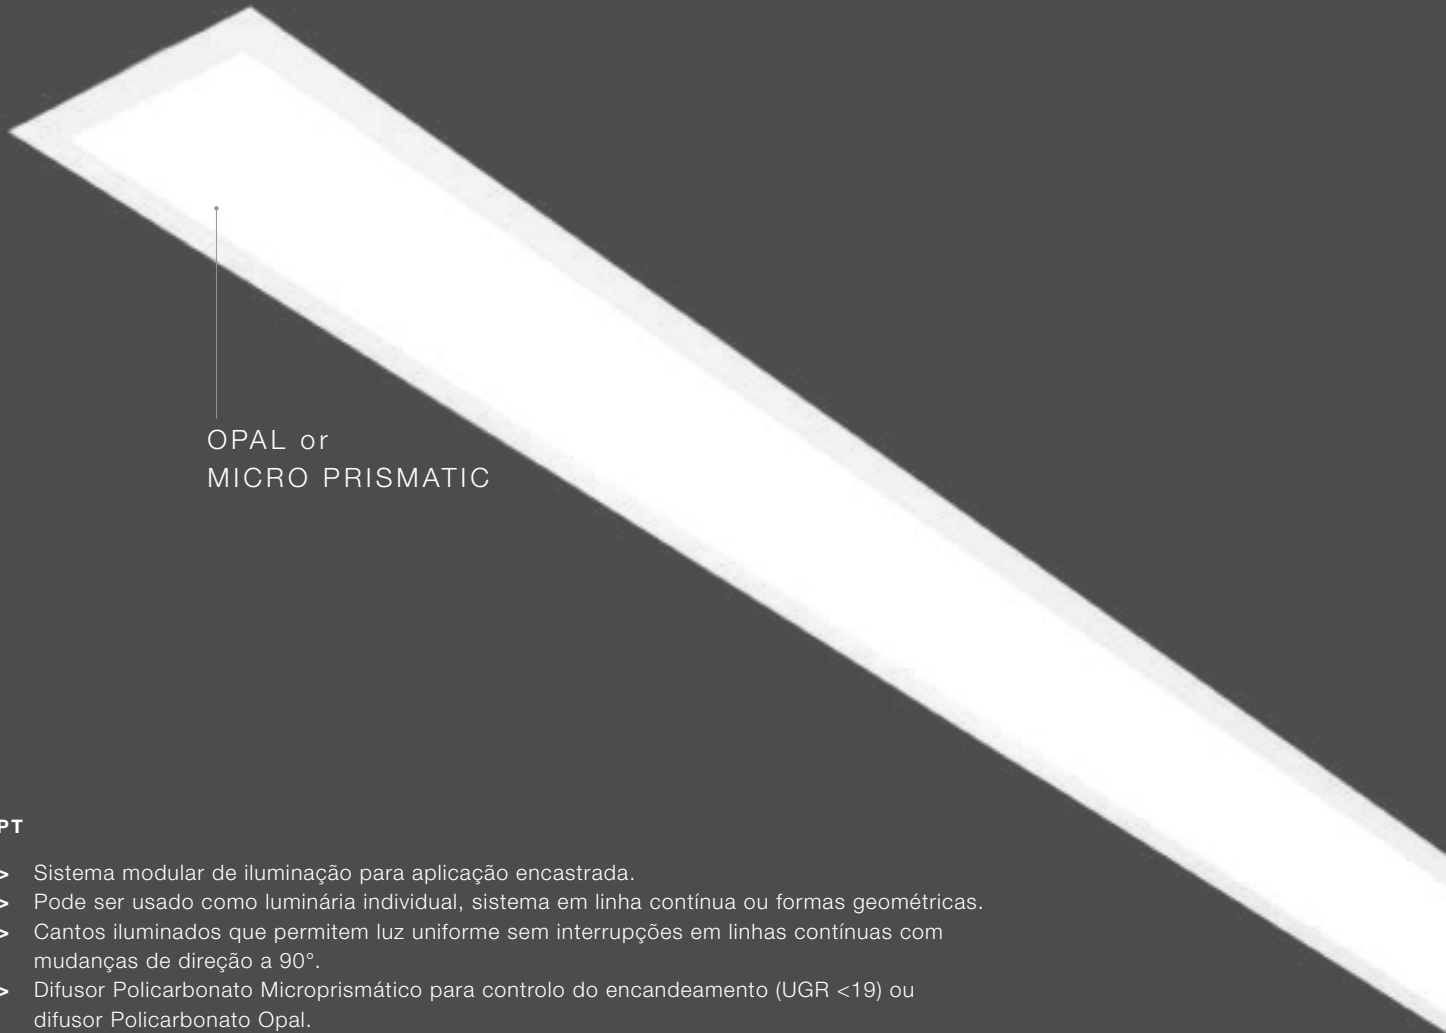 OPAL or
MICRO PRISMATIC
PT
> Sistema modular de iluminação para aplicação encastrada.
> Pode ser usado como luminária individual, sistema em linha contínua ou formas geométricas.
> Cantos iluminados que permitem luz uniforme sem interrupções em linhas contínuas com
mudanças de direção a 90°.
> Difusor Policarbonato Microprismático para controlo do encandeamento (UGR <19) ou
difusor Policarbonato Opal.